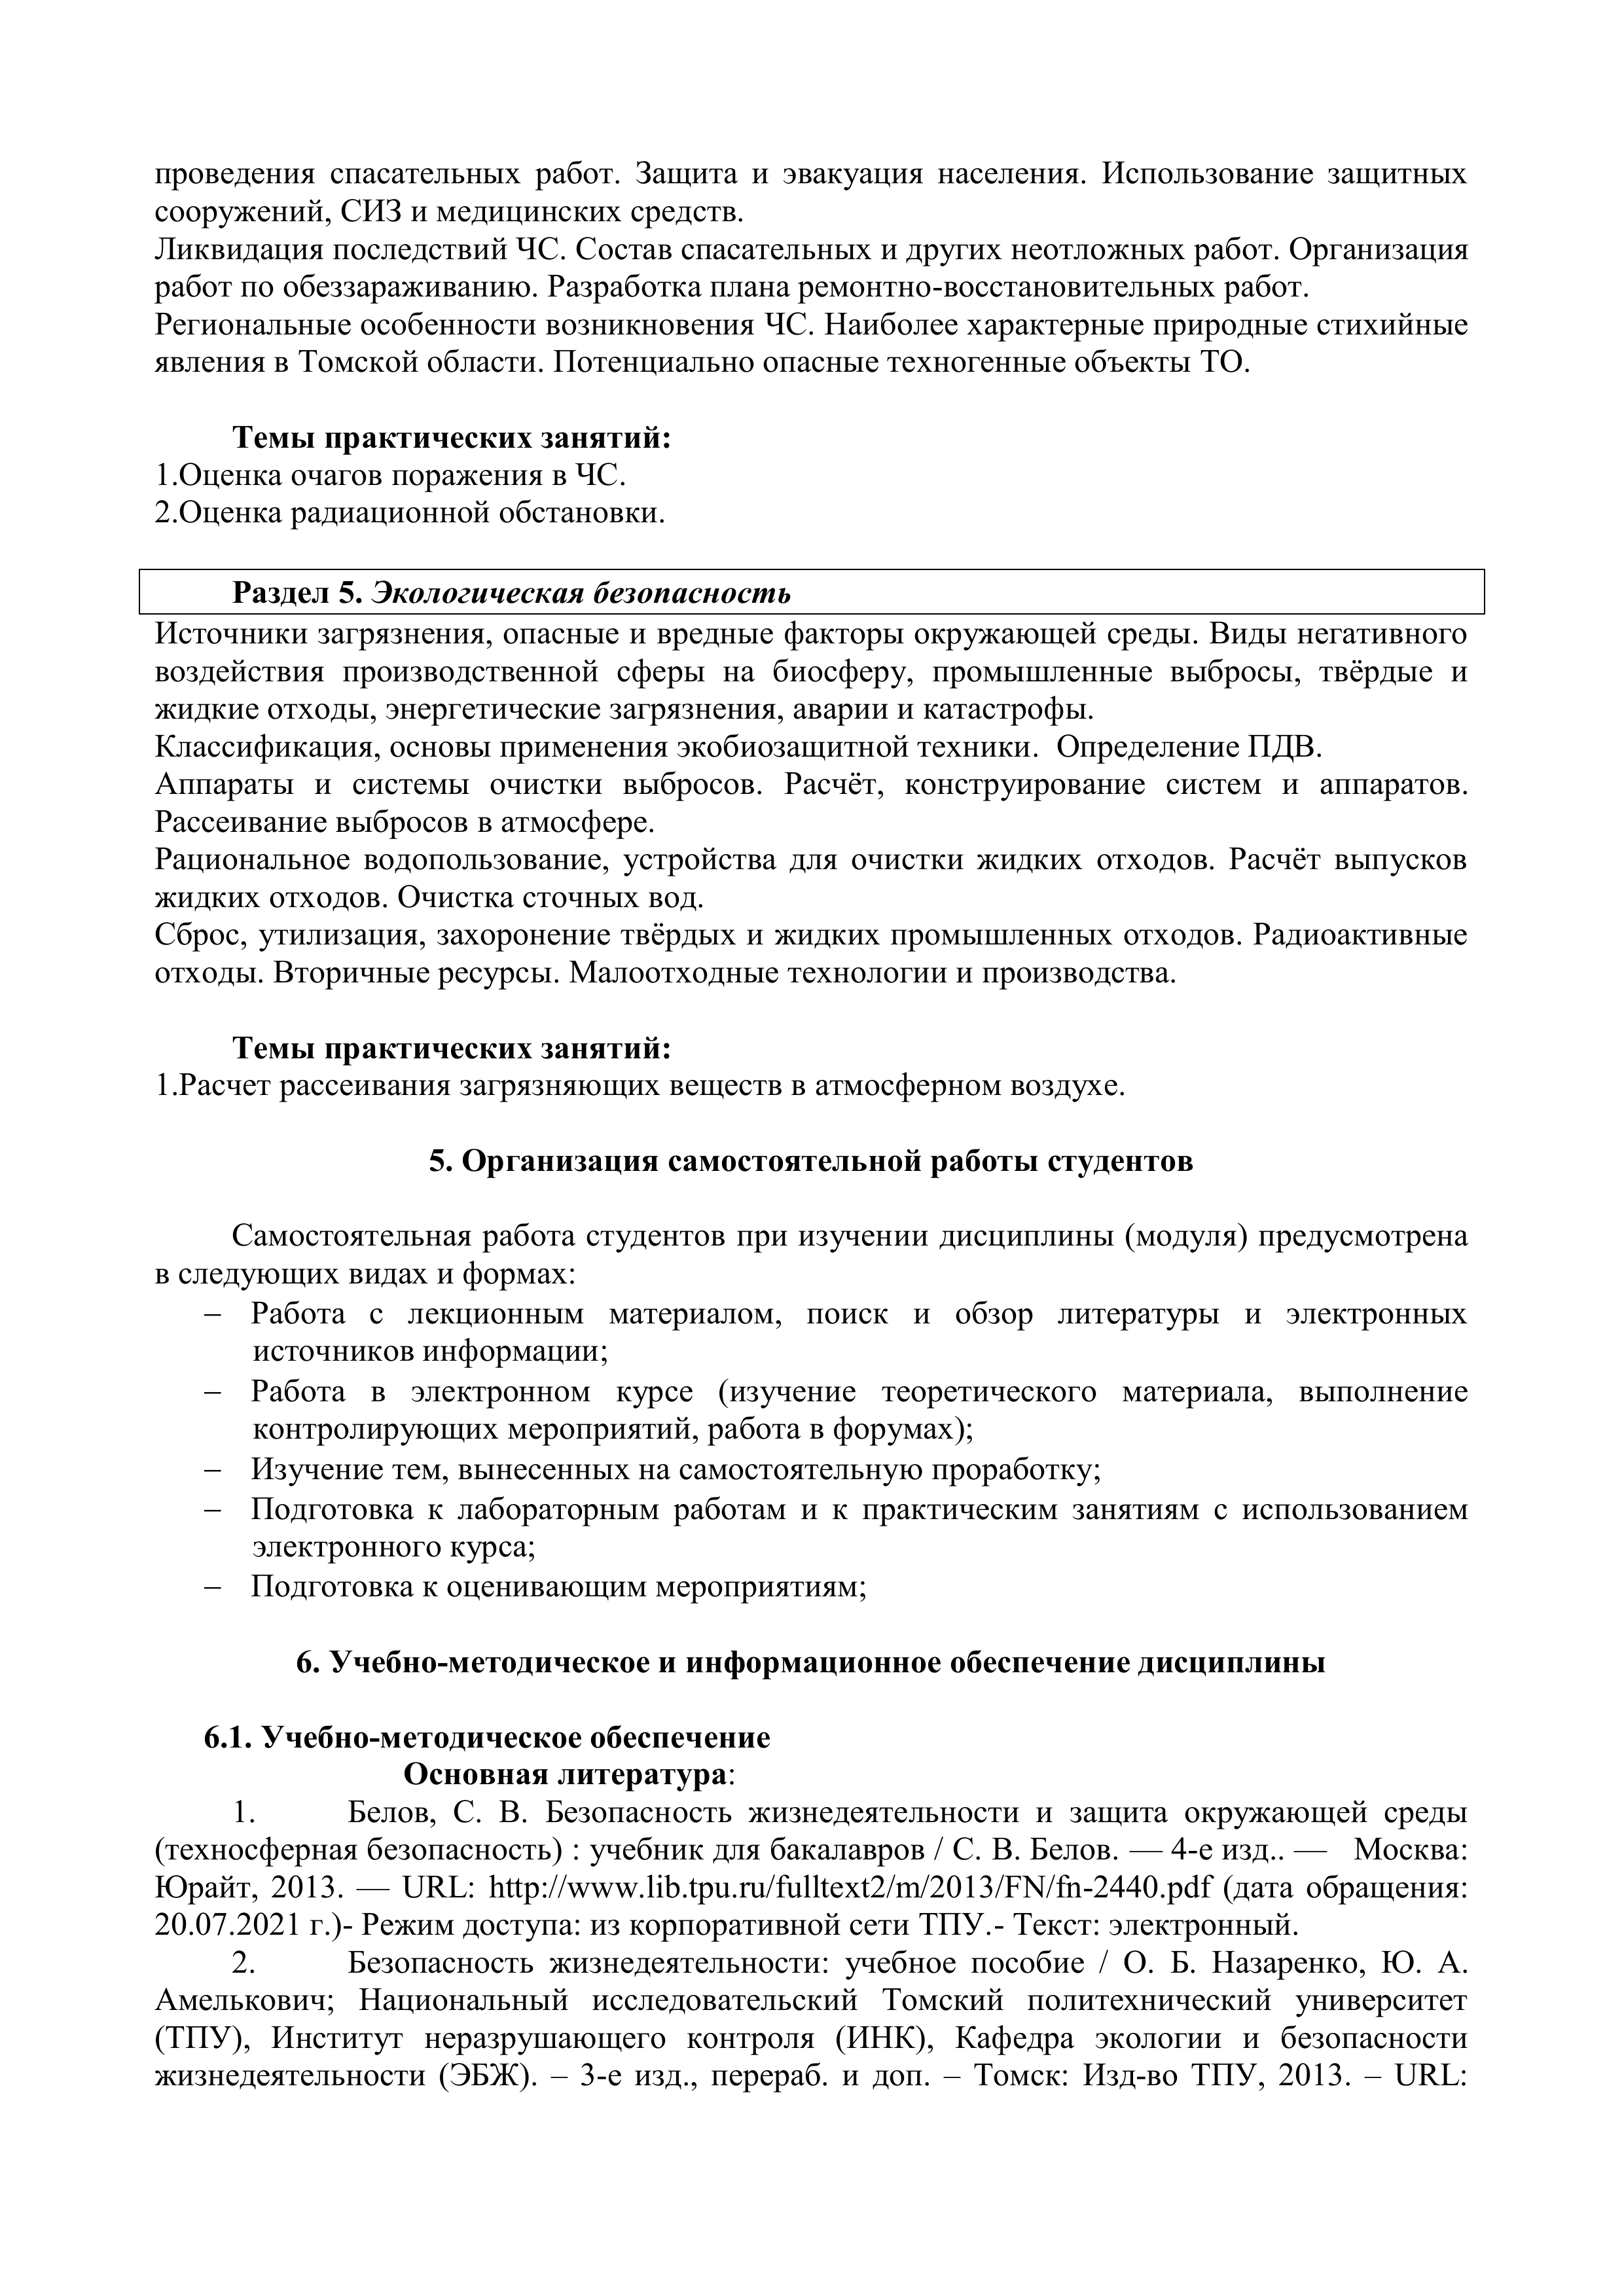 проведения спасательных работ. Защита и эвакуация населения. Использование защитных
сооружений, СИЗ и медицинских средств.
Ликвидация последствий ЧС. Состав спасательных и других неотложных работ. Организация
работ по обеззараживанию. Разработка плана ремонтно-восстановительных работ.
Региональные особенности возникновения ЧС. Наиболее характерные природные стихийные
явления в Томской области. Потенциально опасные техногенные объекты ТО.
Темы практических занятий:
1.Оценка очагов поражения в ЧС.
2.Оценка радиационной обстановки.
Раздел 5. Экологическая безопасность
Источники загрязнения, опасные и вредные факторы окружающей среды. Виды негативного
воздействия производственной сферы на биосферу, промышленные выбросы, твёрдые и
жидкие отходы, энергетические загрязнения, аварии и катастрофы.
Классификация, основы применения экобиозащитной техники.  Определение ПДВ.
Аппараты и системы очистки выбросов. Расчёт, конструирование систем и аппаратов.
Рассеивание выбросов в атмосфере.
Рациональное водопользование, устройства для очистки жидких отходов. Расчёт выпусков
жидких отходов. Очистка сточных вод.
Сброс, утилизация, захоронение твёрдых и жидких промышленных отходов. Радиоактивные
отходы. Вторичные ресурсы. Малоотходные технологии и производства.
Темы практических занятий:
1.Расчет рассеивания загрязняющих веществ в атмосферном воздухе.
5. Организация самостоятельной работы студентов
Самостоятельная работа студентов при изучении дисциплины (модуля) предусмотрена
в следующих видах и формах:
– Работа с лекционным материалом, поиск и обзор литературы и электронных
источников информации;
– Работа в электронном курсе (изучение теоретического материала, выполнение
контролирующих мероприятий, работа в форумах);
– Изучение тем, вынесенных на самостоятельную проработку;
– Подготовка к лабораторным работам и к практическим занятиям с использованием
электронного курса;
– Подготовка к оценивающим мероприятиям;
6. Учебно-методическое и информационное обеспечение дисциплины
6.1. Учебно-методическое обеспечение
Основная литература:
1. Белов, С. В. Безопасность жизнедеятельности и защита окружающей среды
(техносферная безопасность) : учебник для бакалавров / С. В. Белов. — 4-е изд.. — Москва:
Юрайт, 2013. — URL: http://www.lib.tpu.ru/fulltext2/m/2013/FN/fn-2440.pdf (дата обращения:
20.07.2021 г.)- Режим доступа: из корпоративной сети ТПУ.- Текст: электронный.
2. Безопасность жизнедеятельности: учебное пособие / О. Б. Назаренко, Ю. А.
Амелькович; Национальный исследовательский Томский политехнический университет
(ТПУ), Институт неразрушающего контроля (ИНК), Кафедра экологии и безопасности
жизнедеятельности (ЭБЖ). – 3-е изд., перераб. и доп. – Томск: Изд-во ТПУ, 2013. – URL: